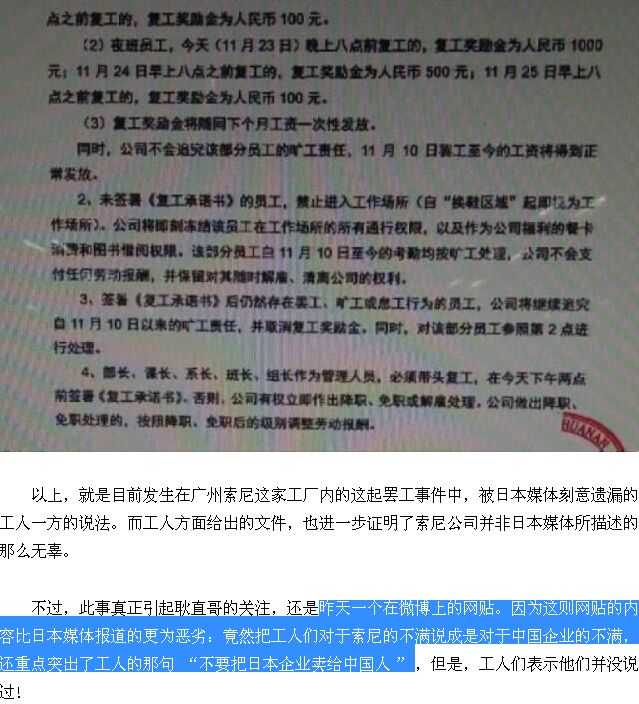 点之前复工的，复工奖励金为人民币 100 元。
（2）夜班员工，今天（11 月 23 日）晚上八点前复工的，复工奖励金为人民币 1000
元；11 月 24 日早上八点之前复工的，复工奖励金为人民币 500 元；11 月 25 日早上八
点之前复工的，复工奖励金为人民币 100 元。
（3）复工奖励金将随同下个月工资一次性发放。
同时，公司不会追究该部分员工的旷工责任，11 月 10 日罢工至今的工资将得到正
常发放。
2、未签署《复工承诺书》的员工，禁止进入工作场所（自“换鞋区域”起即视为工
作场所）。公司将即刻冻结该员工在工作场所的所有通行权限，以及作为公司福利的餐卡
消费和图书借阅权限。该部分员工自 11 月 10 日至今的考勤均按旷工处理，公司不会支
付任何劳动报酬，并保留对其随时解雇、清离公司的权利。
3、签署《复工承诺书》后仍然存在罢工、旷工或怠工行为的员工，公司将继续追究
自 11 月 10 日以来的旷工责任，并取消复工奖励金。同时，对该部分员工参照第 2 点进
行处理。
4、部长、课长、系长、班长、组长作为管理人员，必须带头复工，在今天下午两点
前签署《复工承诺书》。否则，公司有权立即作出降职、免职或解雇处理。公司做出降职、
免职处理的，按照降职、免职后的级别调整劳动报酬。
HUANAN
以上，就是目前发生在广州索尼这家工厂内的这起罢工事件中，被日本媒体刻意遗漏的
工人一方的说法。而工人方面给出的文件，也进一步证明了索尼公司并非日本媒体所描述的
那么无辜。
不过，此事真正引起耿直哥的关注，还是昨天一个在微博上的网贴。因为这则网贴的内
容比日本媒体报道的更为恶劣：竟然把工人们对于索尼的不满说成是对于中国企业的不满，
还重点突出了工人的那句 “不要把日本企业卖给中国人 ” ，但是，工人们表示他们并没说
过！